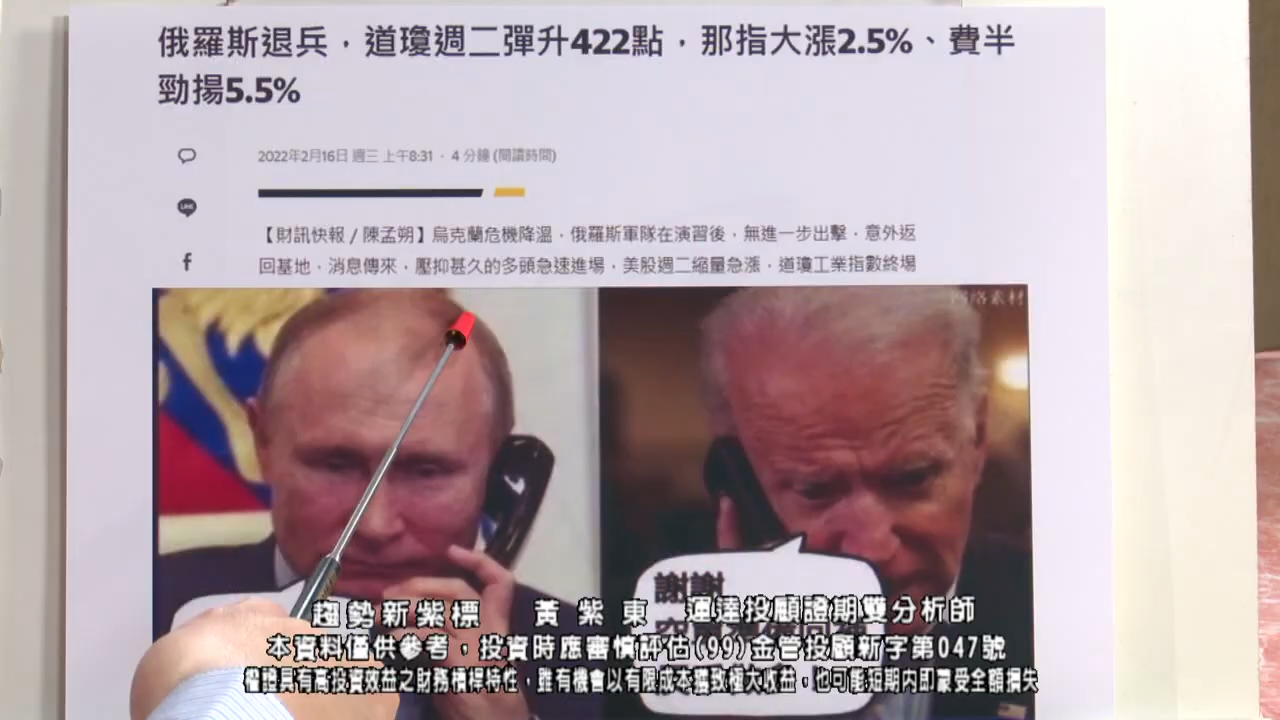 俄羅斯退兵，道瓊週二彈升422點，那指大漲2.5%、費半
勁揚5.5%
2022年2月16日 週三 上午8:31 · 4 分鐘 (閱讀時間)
LINE
f
【財訊快報／陳孟朔】烏克蘭危機降溫，俄羅斯軍隊在演習後，無進一步出擊，意外返
回基地，消息傳來，壓抑甚久的多頭急速進場，美股週二縮量急漲，道瓊工業指數終場
网络素材
謝謝
趨勢新紫標 黃紫東 運達投顧證期雙分析師
本資料僅供參考，投資時應審慎評估(99)金管投顧新字第047號
權證具有高投資效益之財務槓桿特性，雖有機會以有限成本獲致極大收益，也可能短期內即蒙受全額損失